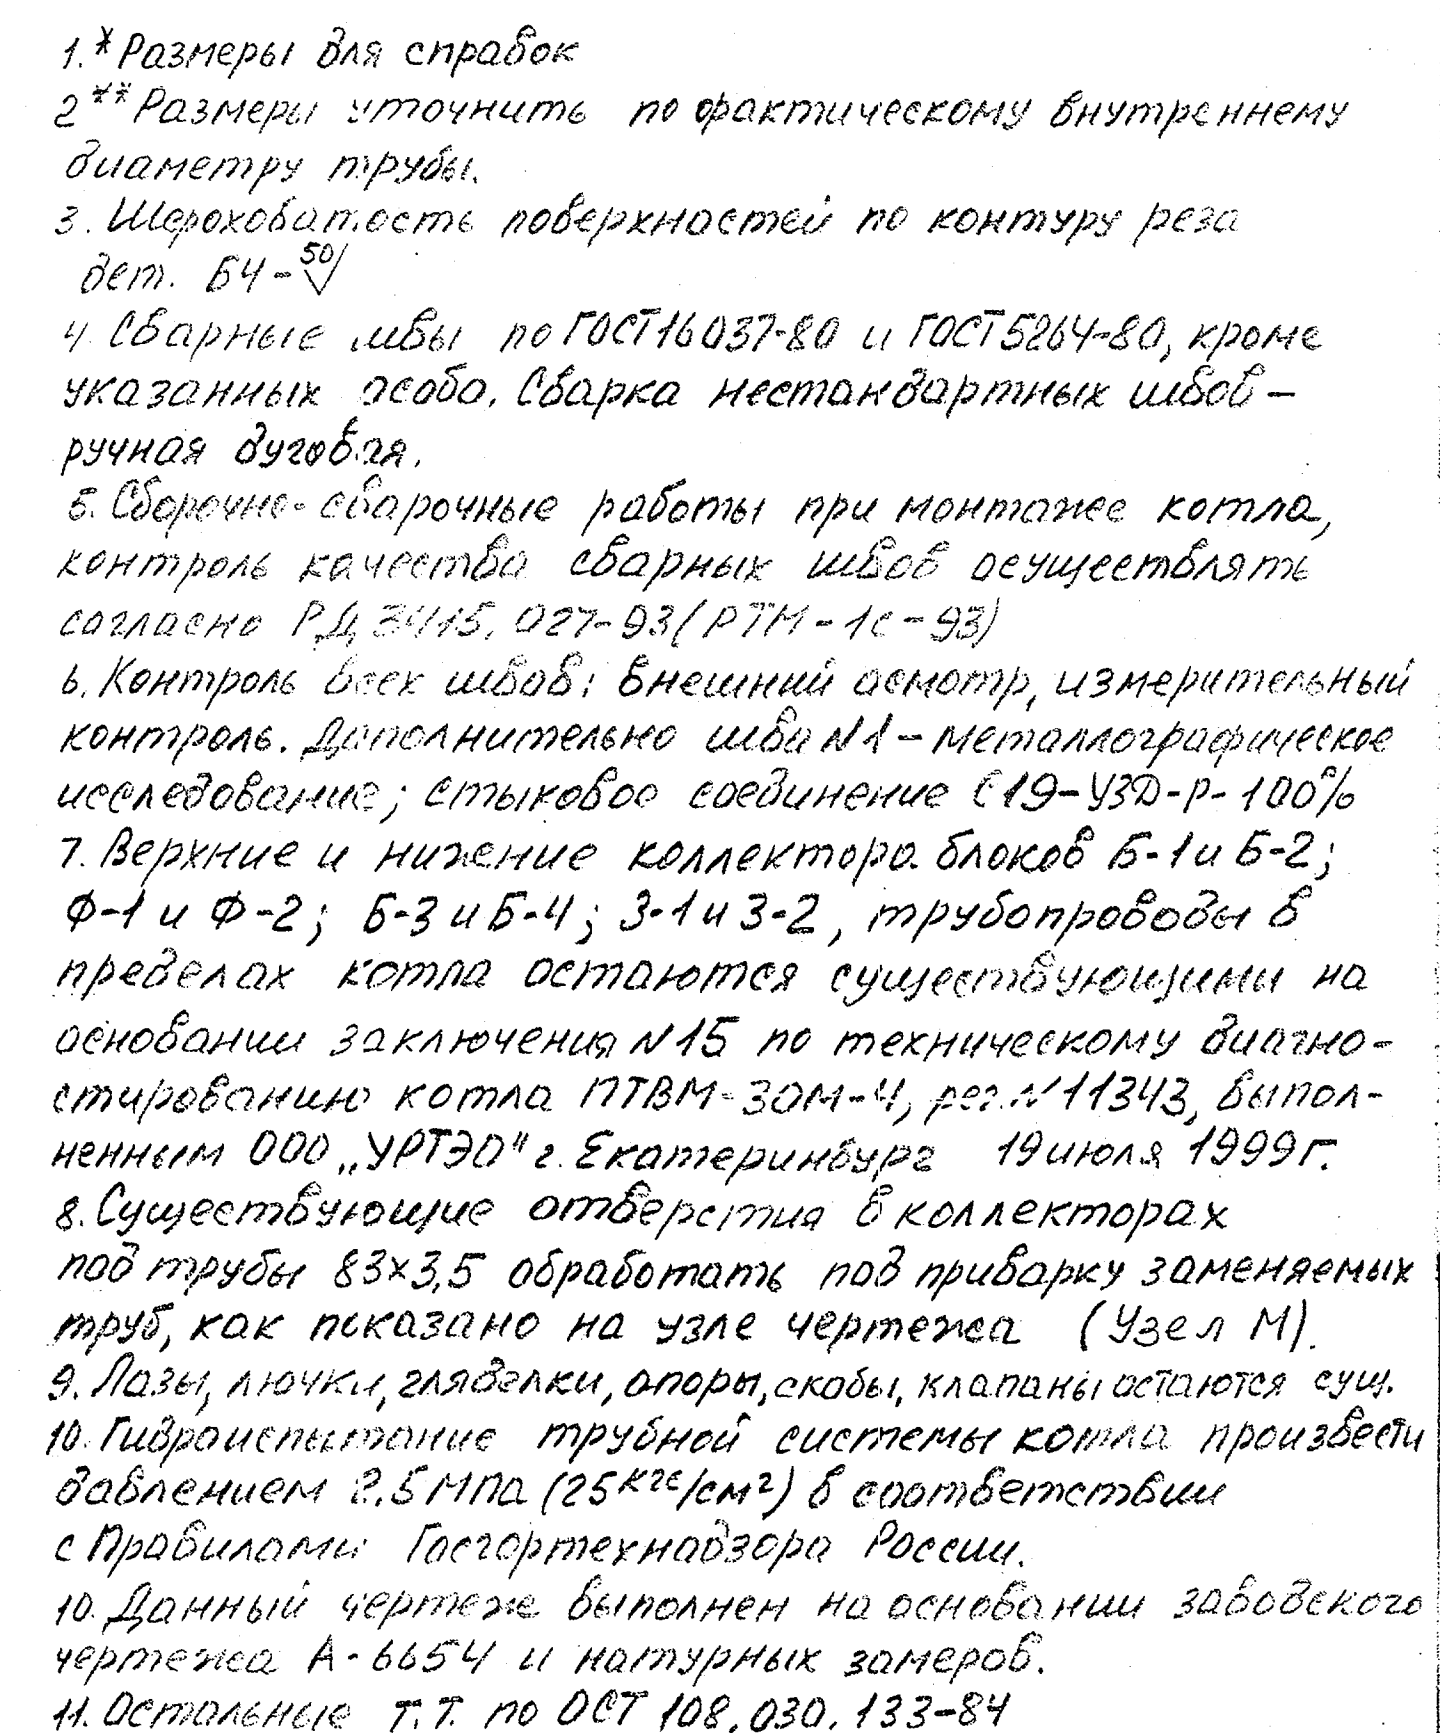 1.* Размеры для справок
2** Размеры уточнить по фактическому внутреннему
диаметру трубы.
3. Шероховатость поверхностей по контуру реза
дет. Б4-50√
4. Сварные швы по ГОСТ16037-80 и ГОСТ5264-80, кроме
указанных особо. Сварка нестандартных швов -
ручная дуговая.
5. Сборочно-сварочные работы при монтаже котла,
контроль качества сварных швов осуществлять
согласно РД 3415.027-93 (РТМ-1с-93)
6. Контроль всех швов: внешний осмотр, измерительный
контроль. Дополнительно швы N1 - металлографическое
исследование; стыковое соединение С19-УЗД-Р-100%
7. Верхние и нижение коллектора блоков Б-1 и Б-2;
Ф-1 и Ф-2; Б-3 и Б-4; З-1 и З-2, трубопроводы в
пределах котла остаются существующими на
основании заключения N15 по техническому диагно-
стированию котла ПТВМ-30М-4, рег.N11343, выпол-
ненным ООО „УРТЭО" г. Екатеринбург 19 июля 1999г.
8. Существующие отверстия в коллекторах
под трубы 83х3,5 обработать под приварку заменяемых
труб, как показано на узле чертежа (Узел М).
9. Лазы, лючки, гляделки, опоры, скобы, клапаны остаются сущ.
10. Гидроиспытание трубной системы котла произвести
давлением 2.5 МПа (25 кгс/см²) в соответствии
с Правилами Госгортехнадзора России.
10. Данный чертеже выполнен на основании заводского
чертежа А-6654 и натурных замеров.
11. Остальные Т.Т. по ОСТ 108.030.133-84